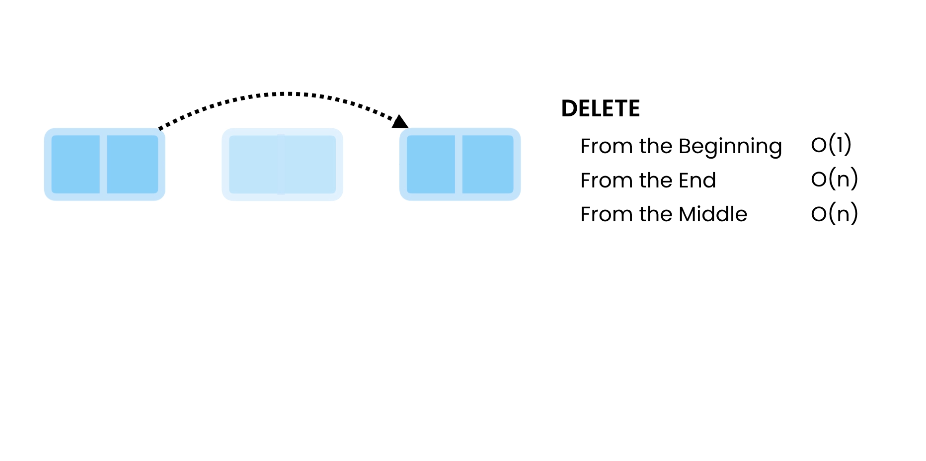 DELETE
From the Beginning O(1)
From the End O(n)
From the Middle O(n)